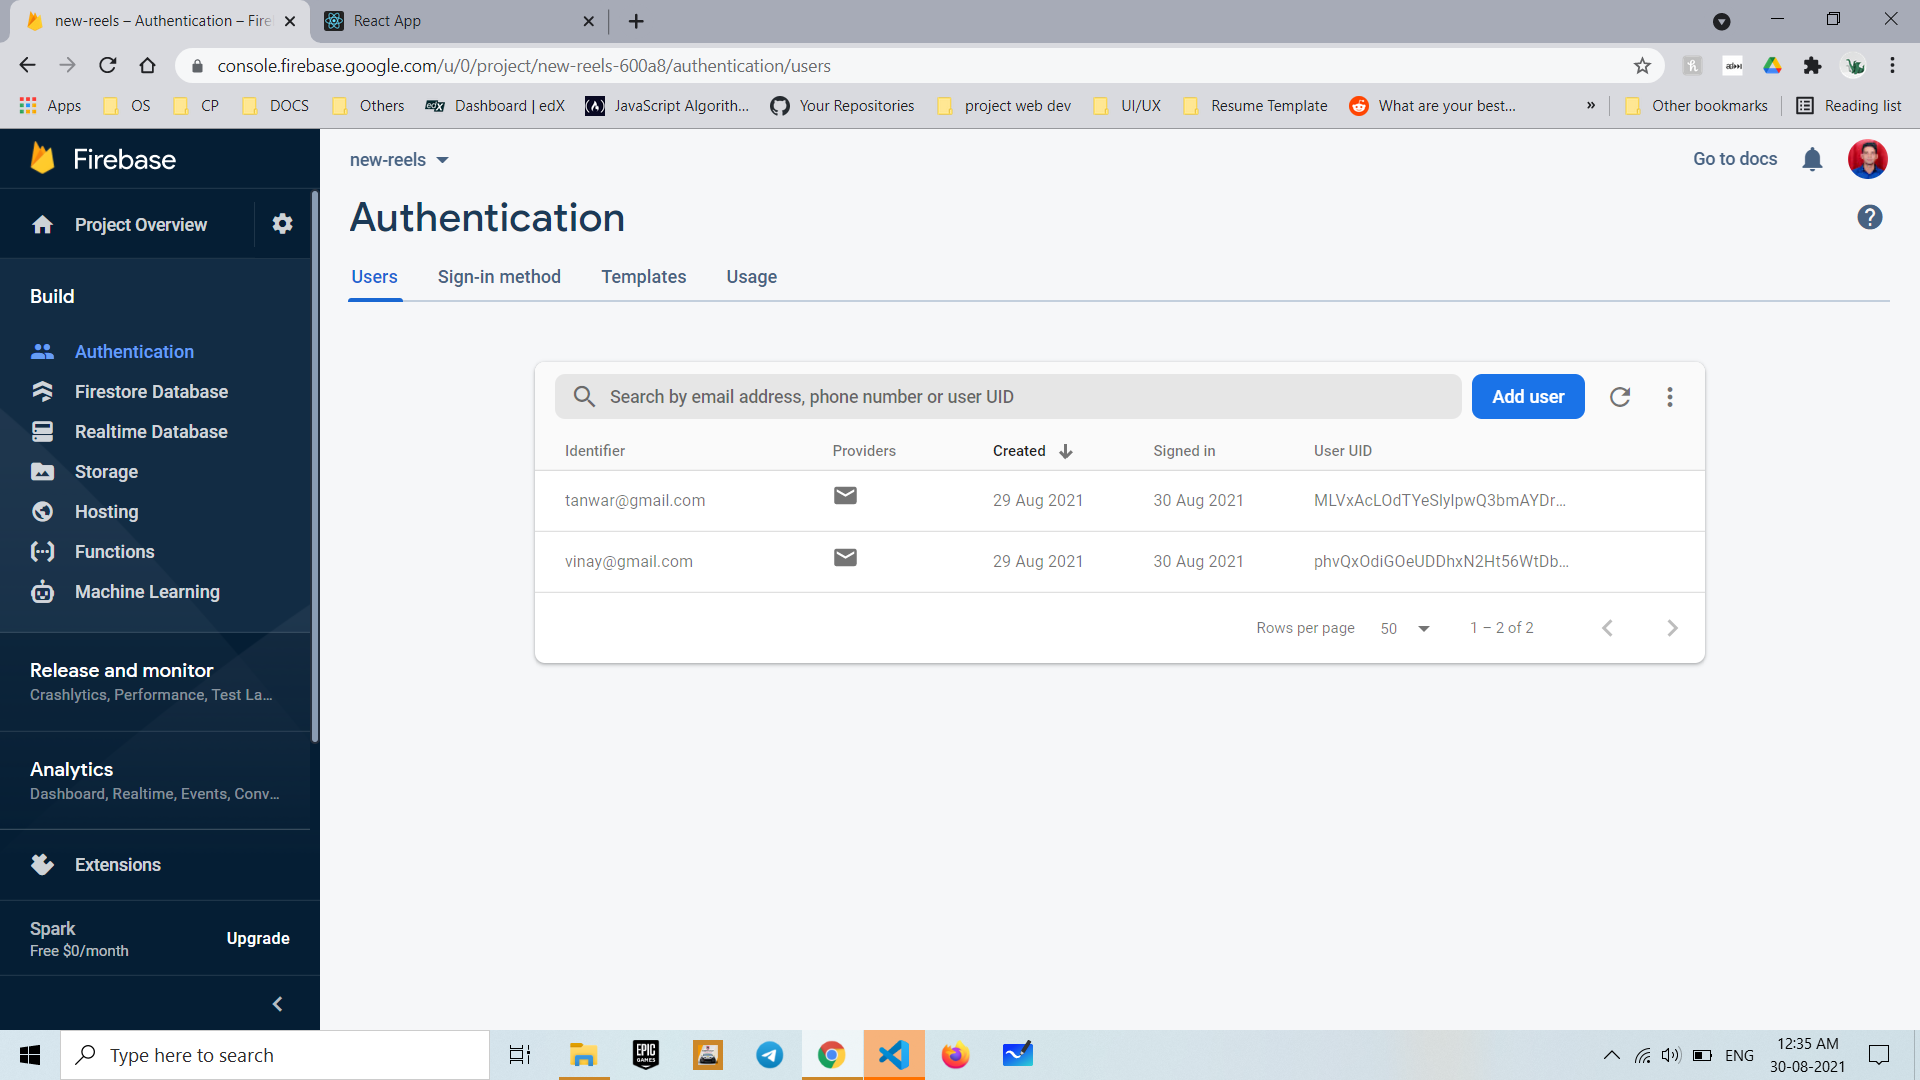 new-reels – Authentication – Fire
React App
console.firebase.google.com/u/0/project/new-reels-600a8/authentication/users
Apps
OS
CP
DOCS
Others
Dashboard | edX
JavaScript Algorith...
Your Repositories
project web dev
UI/UX
Resume Template
What are your best...
»
Other bookmarks
Reading list
Firebase
Project Overview
Build
Authentication
Firestore Database
Realtime Database
Storage
Hosting
Functions
Machine Learning
Release and monitor
Crashlytics, Performance, Test La...
Analytics
Dashboard, Realtime, Events, Conv...
Extensions
Spark
Free $0/month
Upgrade
new-reels
Go to docs
Authentication
Users
Sign-in method
Templates
Usage
Search by email address, phone number or user UID
Add user
Identifier
Providers
Created
Signed in
User UID
tanwar@gmail.com
29 Aug 2021
30 Aug 2021
MLVxAcLOdTYeSlylpwQ3bmAYDr...
vinay@gmail.com
29 Aug 2021
30 Aug 2021
phvQxOdiGOeUDDhxN2Ht56WtDb...
Rows per page
50
1 – 2 of 2
Type here to search
EPIC
GAMES
ENG
12:35 AM
30-08-2021